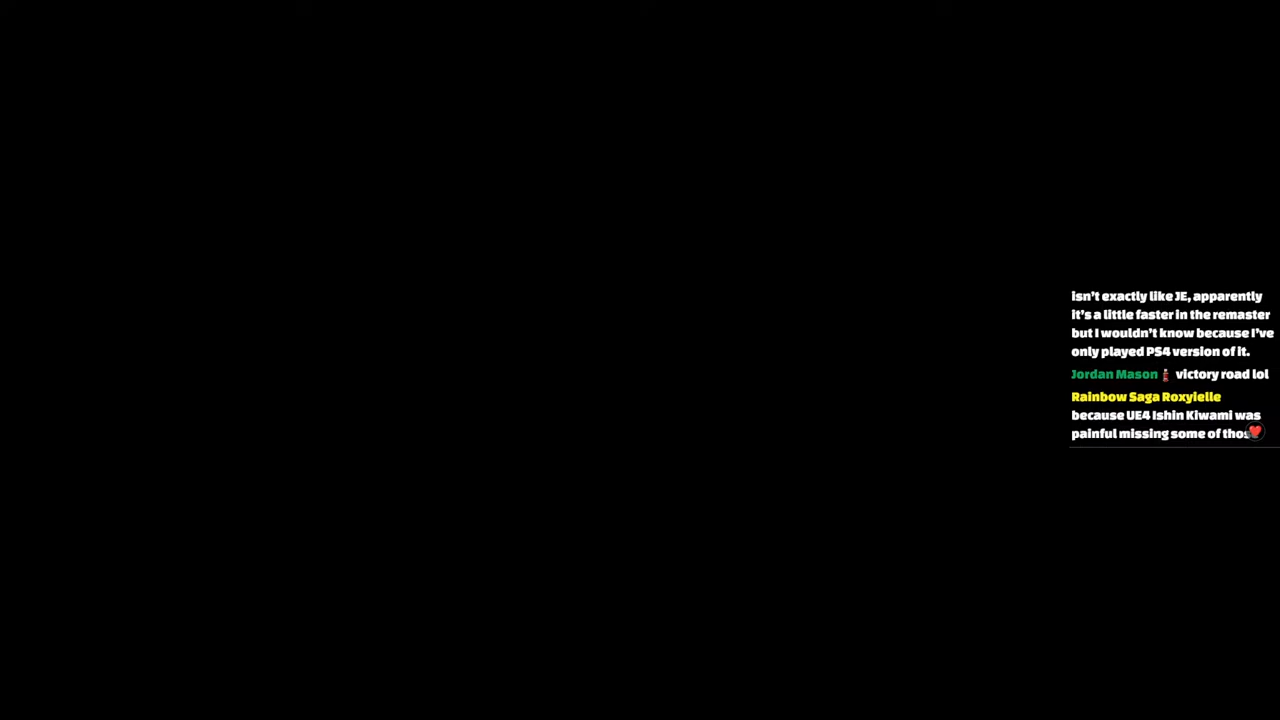 isn't exactly like JE, apparently
it's a little faster in the remaster
but I wouldn't know because I've
only played PS4 version of it.
Jordan Mason victory road lol
Rainbow Saga Roxyielle
because UE4 Ishin Kiwami was
painful missing some of